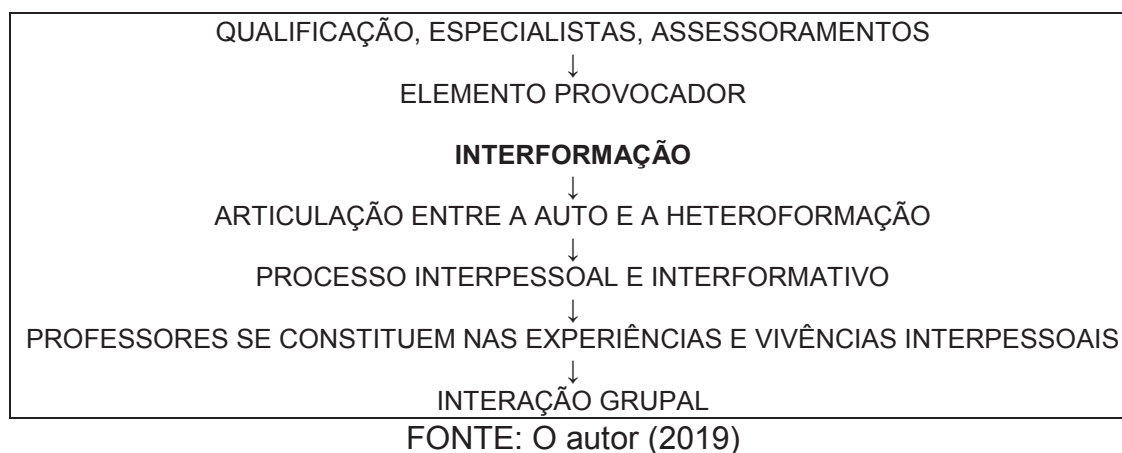 QUALIFICAÇÃO, ESPECIALISTAS, ASSESSORAMENTOS
↓
ELEMENTO PROVOCADOR
INTERFORMAÇÃO
↓
ARTICULAÇÃO ENTRE A AUTO E A HETEROFORMAÇÃO
↓
PROCESSO INTERPESSOAL E INTERFORMATIVO
↓
PROFESSORES SE CONSTITUEM NAS EXPERIÊNCIAS E VIVÊNCIAS INTERPESSOAIS
↓
INTERAÇÃO GRUPAL
FONTE: O autor (2019)